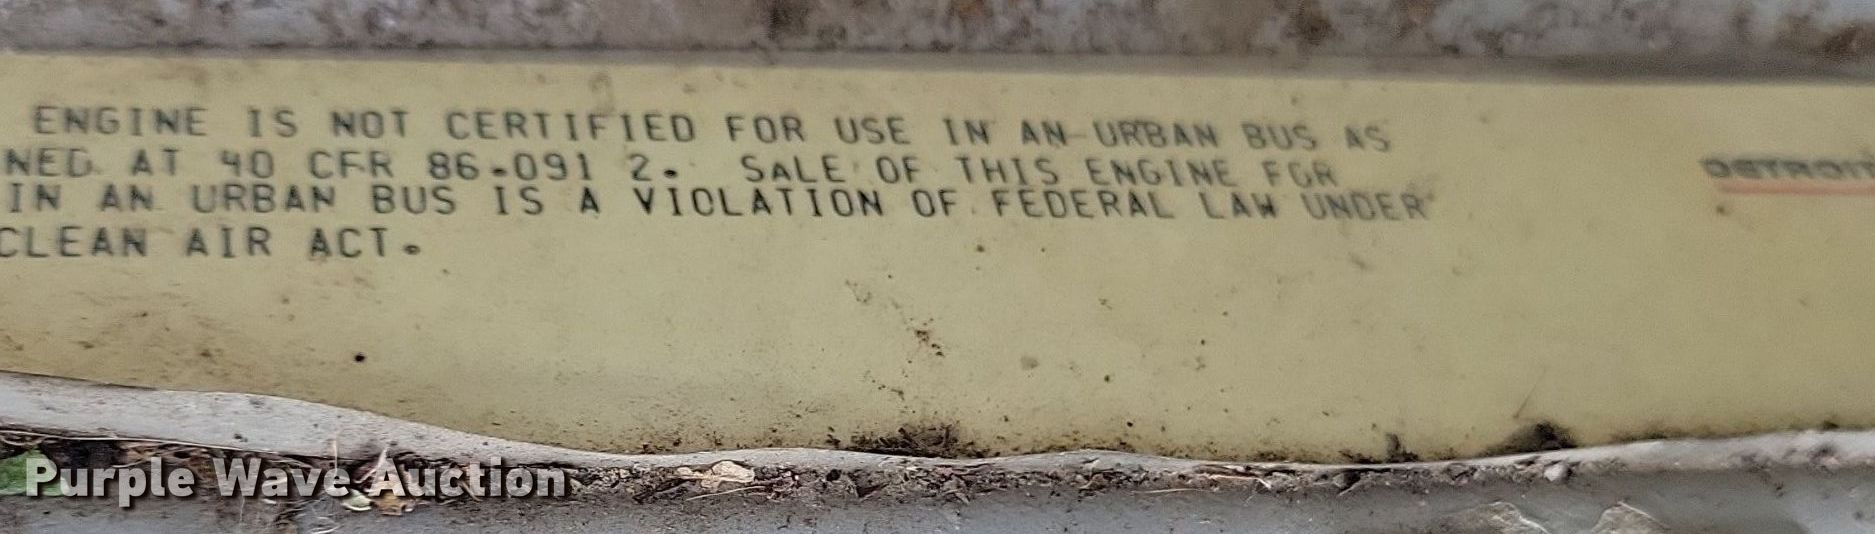 ENGINE IS NOT CERTIFIED FOR USE IN AN URBAN BUS AS
NED AT 40 CFR 86.091 2. SALE OF THIS ENGINE FOR
IN AN URBAN BUS IS A VIOLATION OF FEDERAL LAW UNDER
CLEAN AIR ACT.
DETROIT
Purple Wave Auction